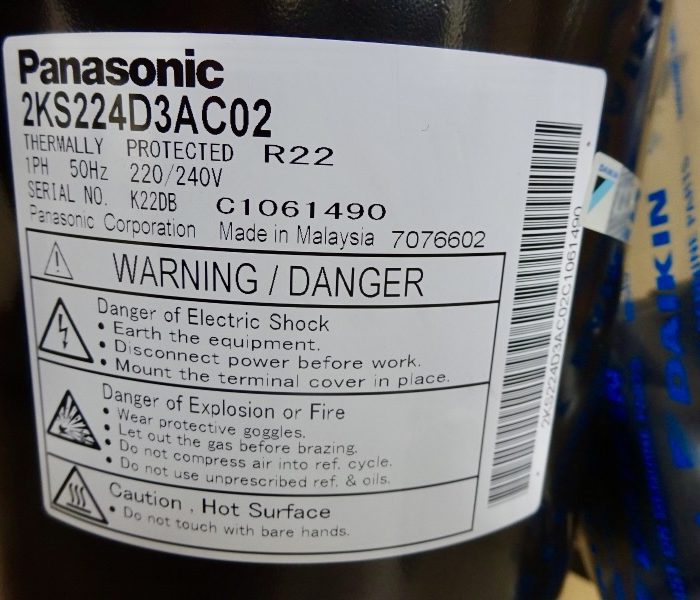 Panasonic
2KS224D3AC02
THERMALLY PROTECTED R22
1PH 50Hz 220/240V
SERIAL NO. K22DB C1061490
Panasonic Corporation Made in Malaysia 7076602
WARNING / DANGER
Danger of Electric Shock
• Earth the equipment.
• Disconnect power before work.
• Mount the terminal cover in place.
Danger of Explosion or Fire
• Wear protective goggles.
• Let out the gas before brazing.
• Do not compress air into ref. cycle.
• Do not use unprescribed ref. & oils.
Caution , Hot Surface
• Do not touch with bare hands.
2KS224D3AC02C1061490
DAIKIN
DAIKIN